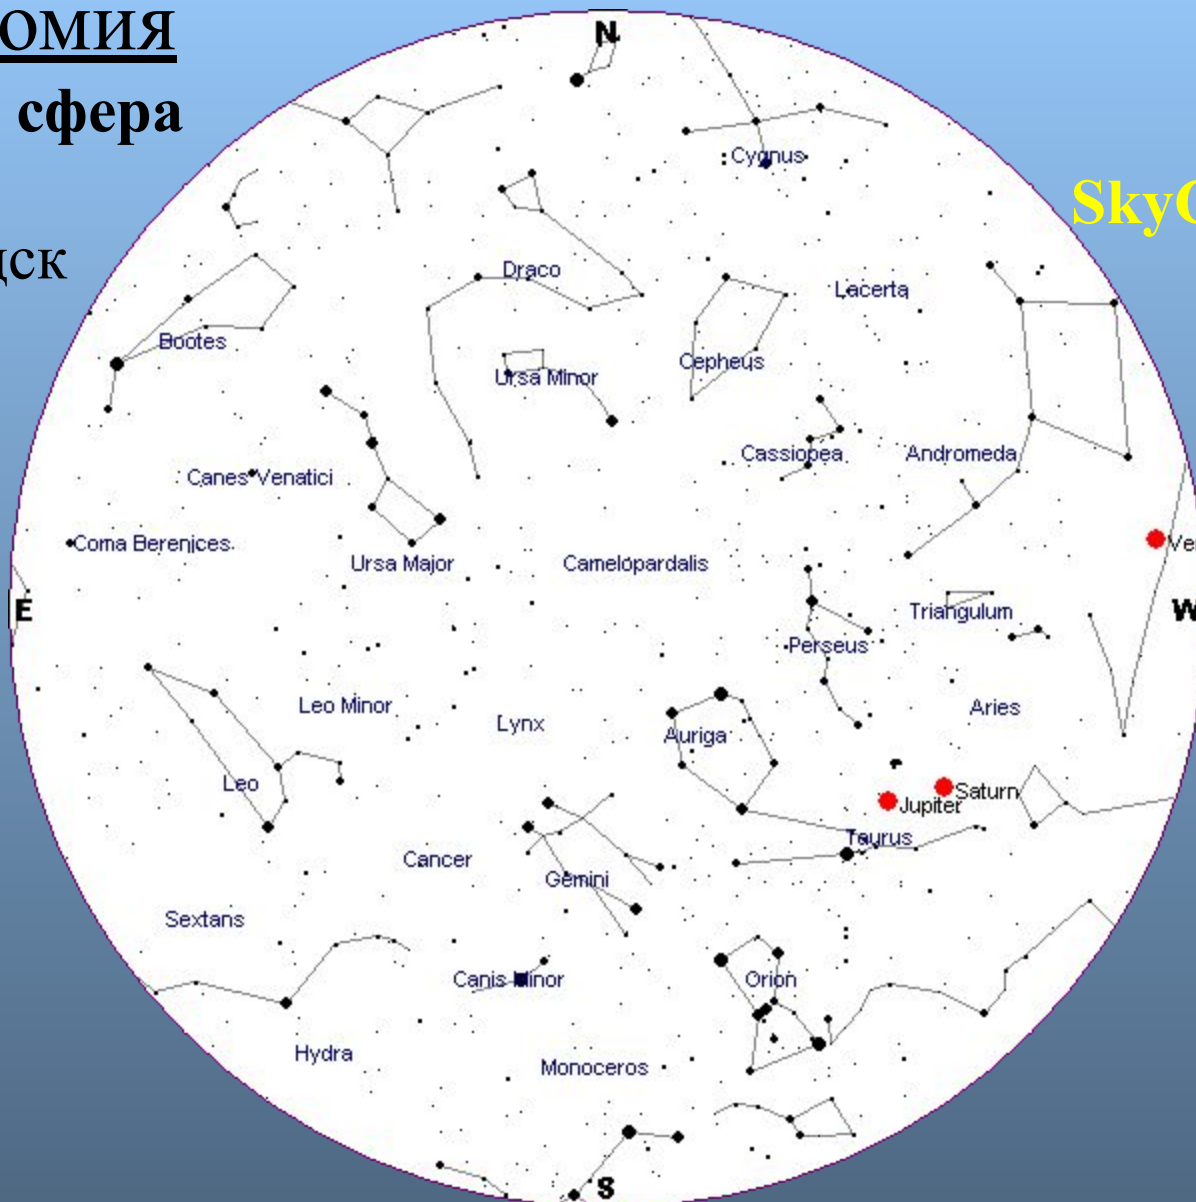 ОМИЯ
сфера
дск
SkyG
N
Cygnus
Draco
Lacerta
Bootes
Ursa Minor
Cepheus
Cassiopea
Andromeda
Canes Venatici
Coma Berenices
Ursa Major
Camelopardalis
Ven
E
Triangulum
W
Perseus
Leo Minor
Lynx
Auriga
Aries
Leo
Saturn
Jupiter
Taurus
Cancer
Gemini
Sextans
Canis Minor
Orion
Hydra
Monoceros
S